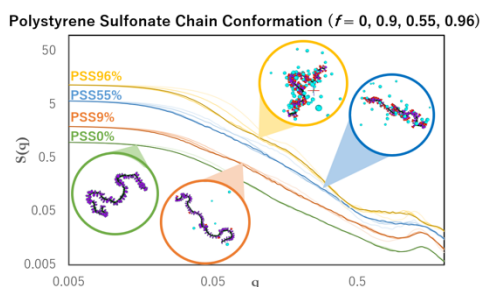 Polystyrene Sulfonate Chain Conformation (f = 0, 0.9, 0.55, 0.96)
50
5
0.5
0.05
0.005
S(q)
PSS96%
PSS55%
PSS9%
PSS0%
0.005
0.05
0.5
q